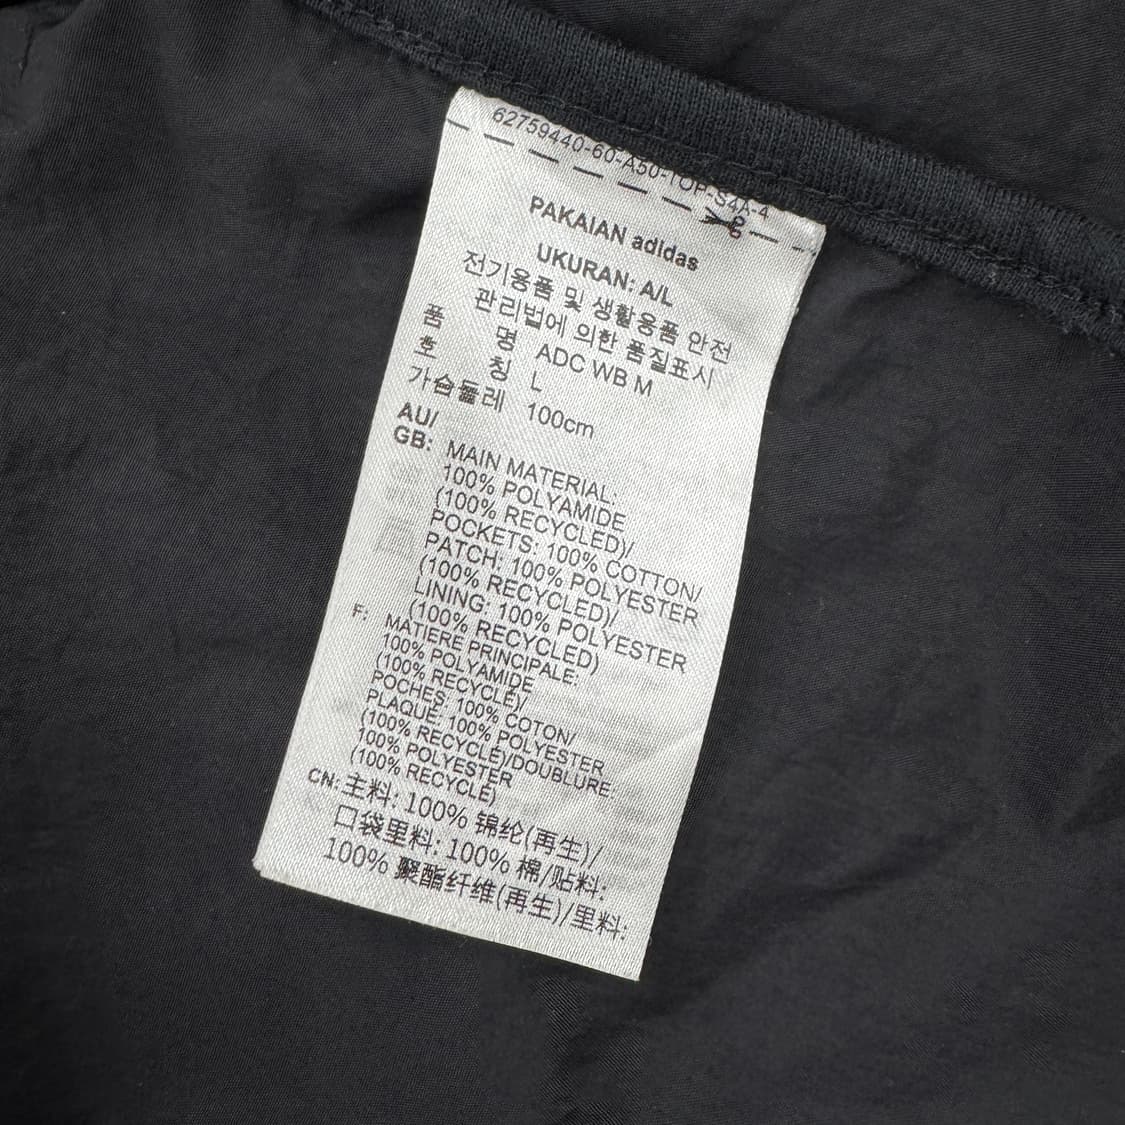 62759440-60-A50-TOP-S4A-4
PAKAIAN adidas
UKURAN: A/L
전기용품 및 생활용품 안전
관리법에 의한 품질표시
품 명 ADC WB M
호 칭 L
가슴둘레 100cm
AU/
GB: MAIN MATERIAL:
100% POLYAMIDE
(100% RECYCLED)/
POCKETS: 100% COTTON/
PATCH: 100% POLYESTER
(100% RECYCLED)/
LINING: 100% POLYESTER
(100% RECYCLED)
F: MATIERE PRINCIPALE:
100% POLYAMIDE
(100% RECYCLÉ)/
POCHES: 100% COTON/
PLAQUE: 100% POLYESTER
(100% RECYCLÉ)/DOUBLURE:
100% POLYESTER
(100% RECYCLÉ)
CN: 主料: 100% 锦纶(再生)/
口袋里料: 100% 棉/贴料:
100% 聚酯纤维(再生)/里料: